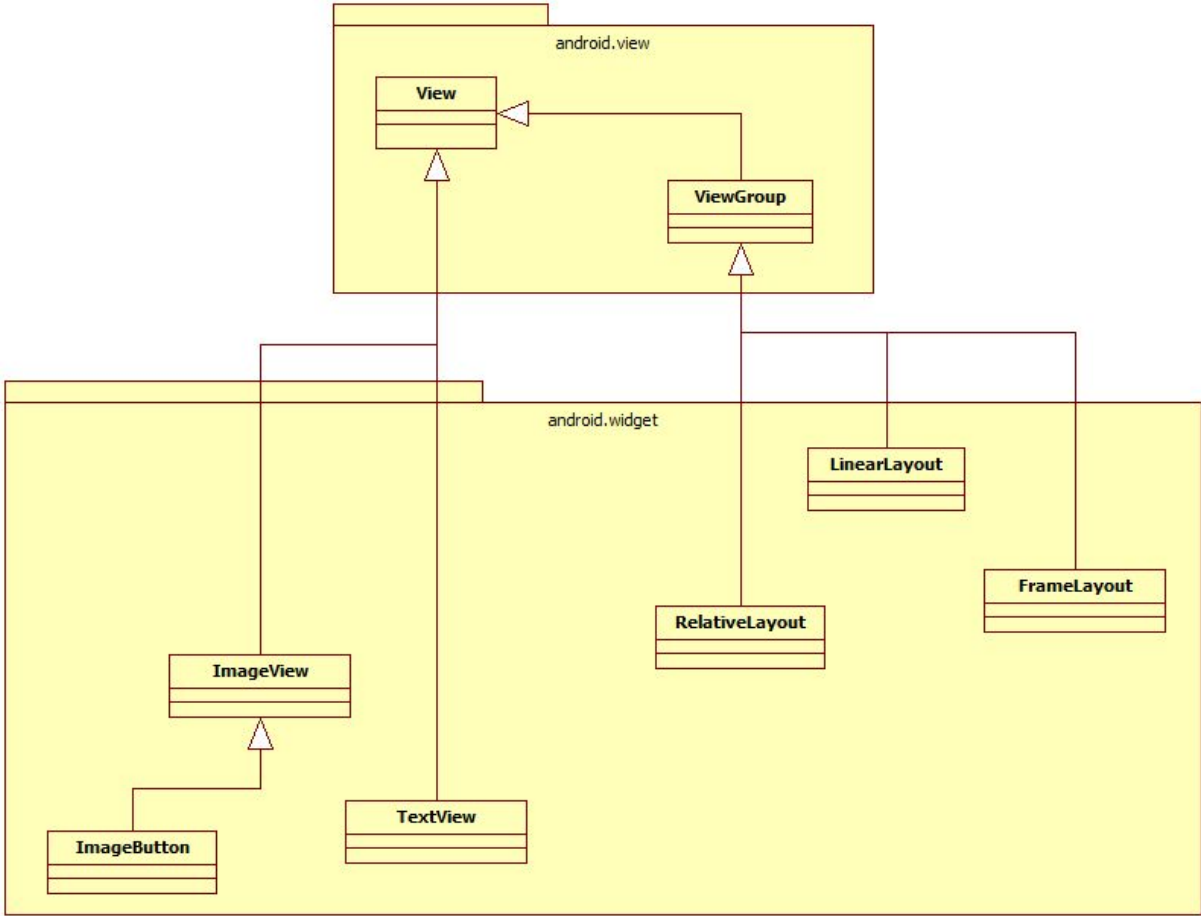 android.view
View
ViewGroup
android.widget
LinearLayout
FrameLayout
RelativeLayout
ImageView
TextView
ImageButton